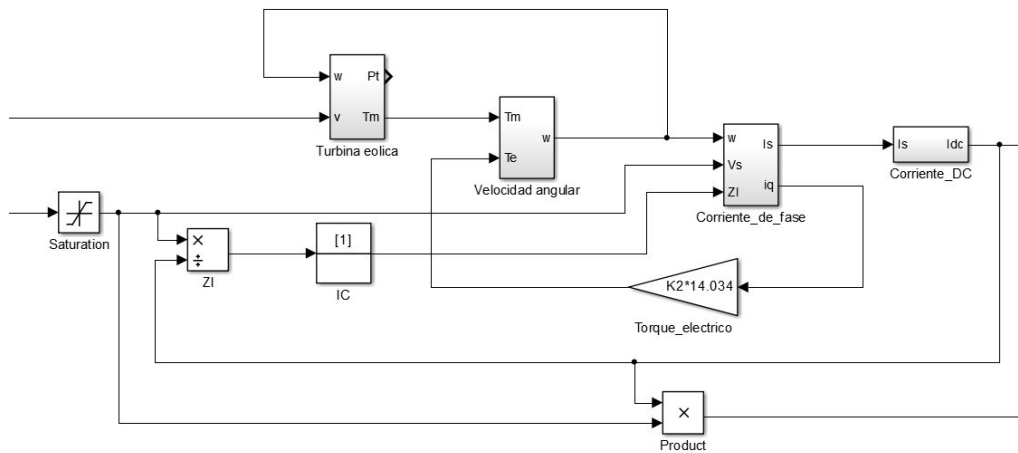 w Pt
v Tm
Turbina eolica
Tm
w
Te
Velocidad angular
w
Is
Vs
iq
ZI
Corriente_de_fase
Is Idc
Corriente_DC
Saturation
×
÷
ZI
[1]
IC
K2*14.034
Torque_electrico
×
Product